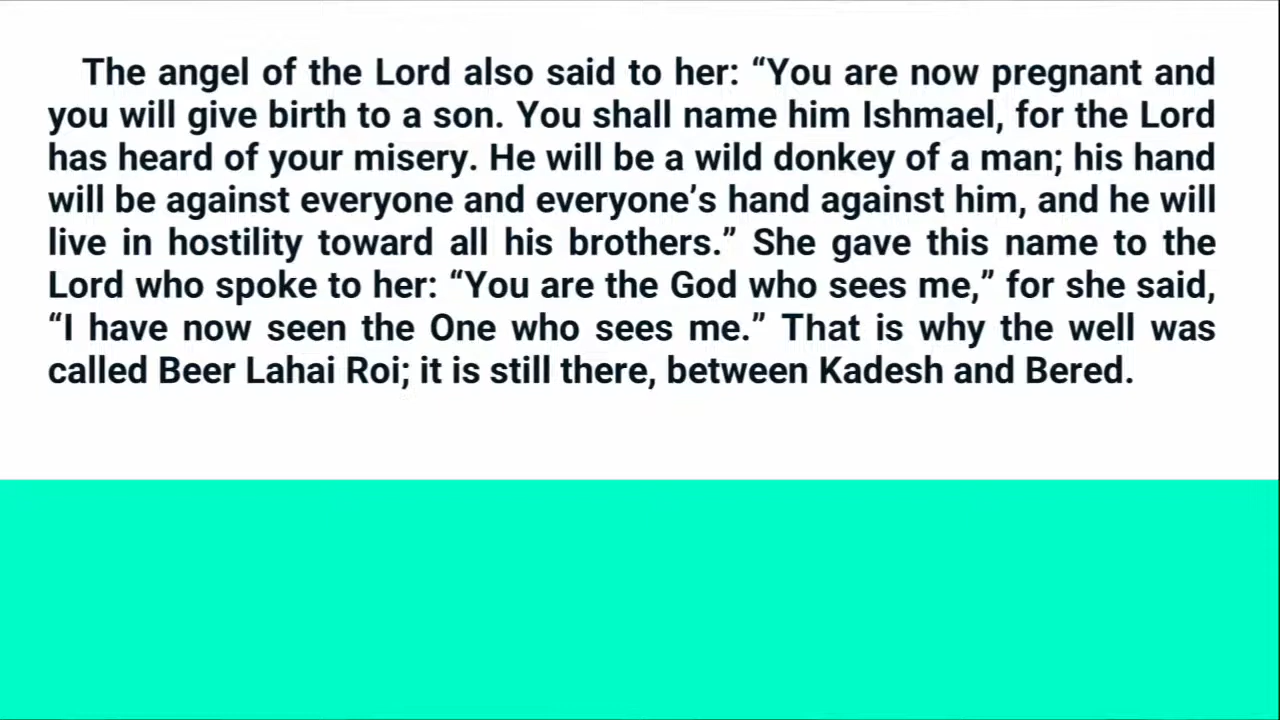 The angel of the Lord also said to her: “You are now pregnant and
you will give birth to a son. You shall name him Ishmael, for the Lord
has heard of your misery. He will be a wild donkey of a man; his hand
will be against everyone and everyone’s hand against him, and he will
live in hostility toward all his brothers.” She gave this name to the
Lord who spoke to her: “You are the God who sees me,” for she said,
“I have now seen the One who sees me.” That is why the well was
called Beer Lahai Roi; it is still there, between Kadesh and Bered.